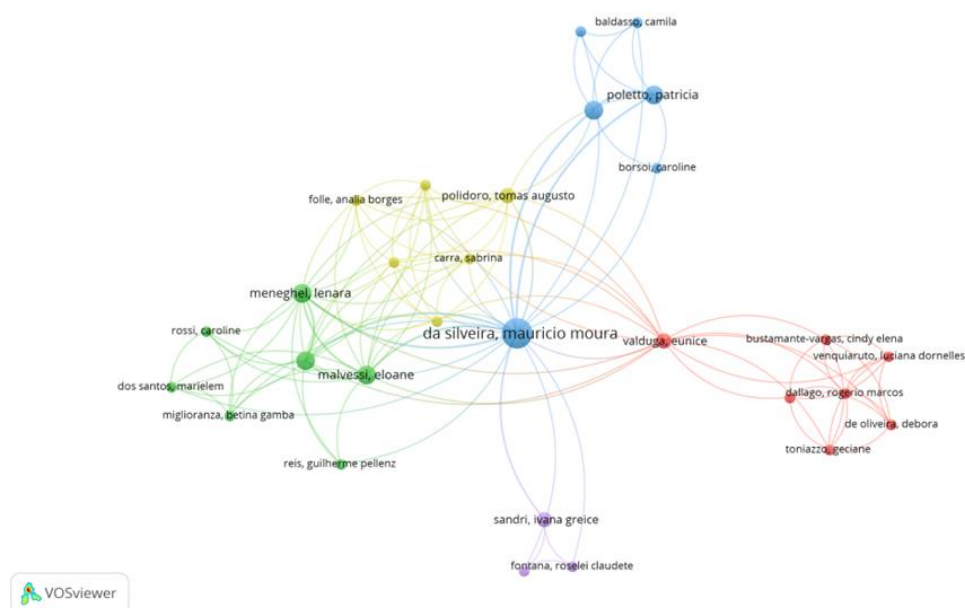 baldasso, camila
poletto, patricia
borsoi, caroline
folle, analia borges
polidoro, tomas augusto
carra, sabrina
meneghel, lenara
da silveira, mauricio moura
rossi, caroline
valduga, eunice
bustamante-vargas, cindy elena
venquiaruto, luciana dornelles
malvessi, eloane
dos santos, marielem
dallago, rogerio marcos
miglioranza, betina gamba
de oliveira, debora
toniazzo, geciane
reis, guilherme pellenz
sandri, ivana greice
fontana, roselei claudete
VOSviewer